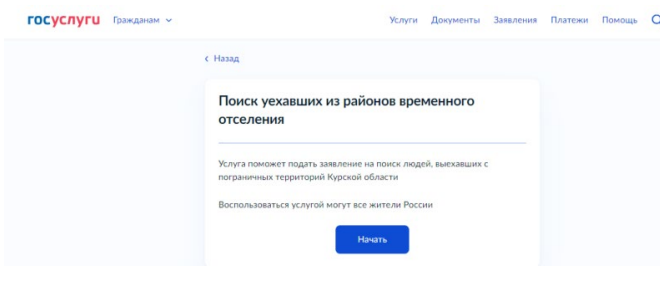 госуслуги Гражданам Услуги Документы Заявления Платежи Помощь
Назад
Поиск уехавших из районов временного
отселения
Услуга поможет подать заявление на поиск людей, выехавших с
пограничных территорий Курской области
Воспользоваться услугой могут все жители России
Начать